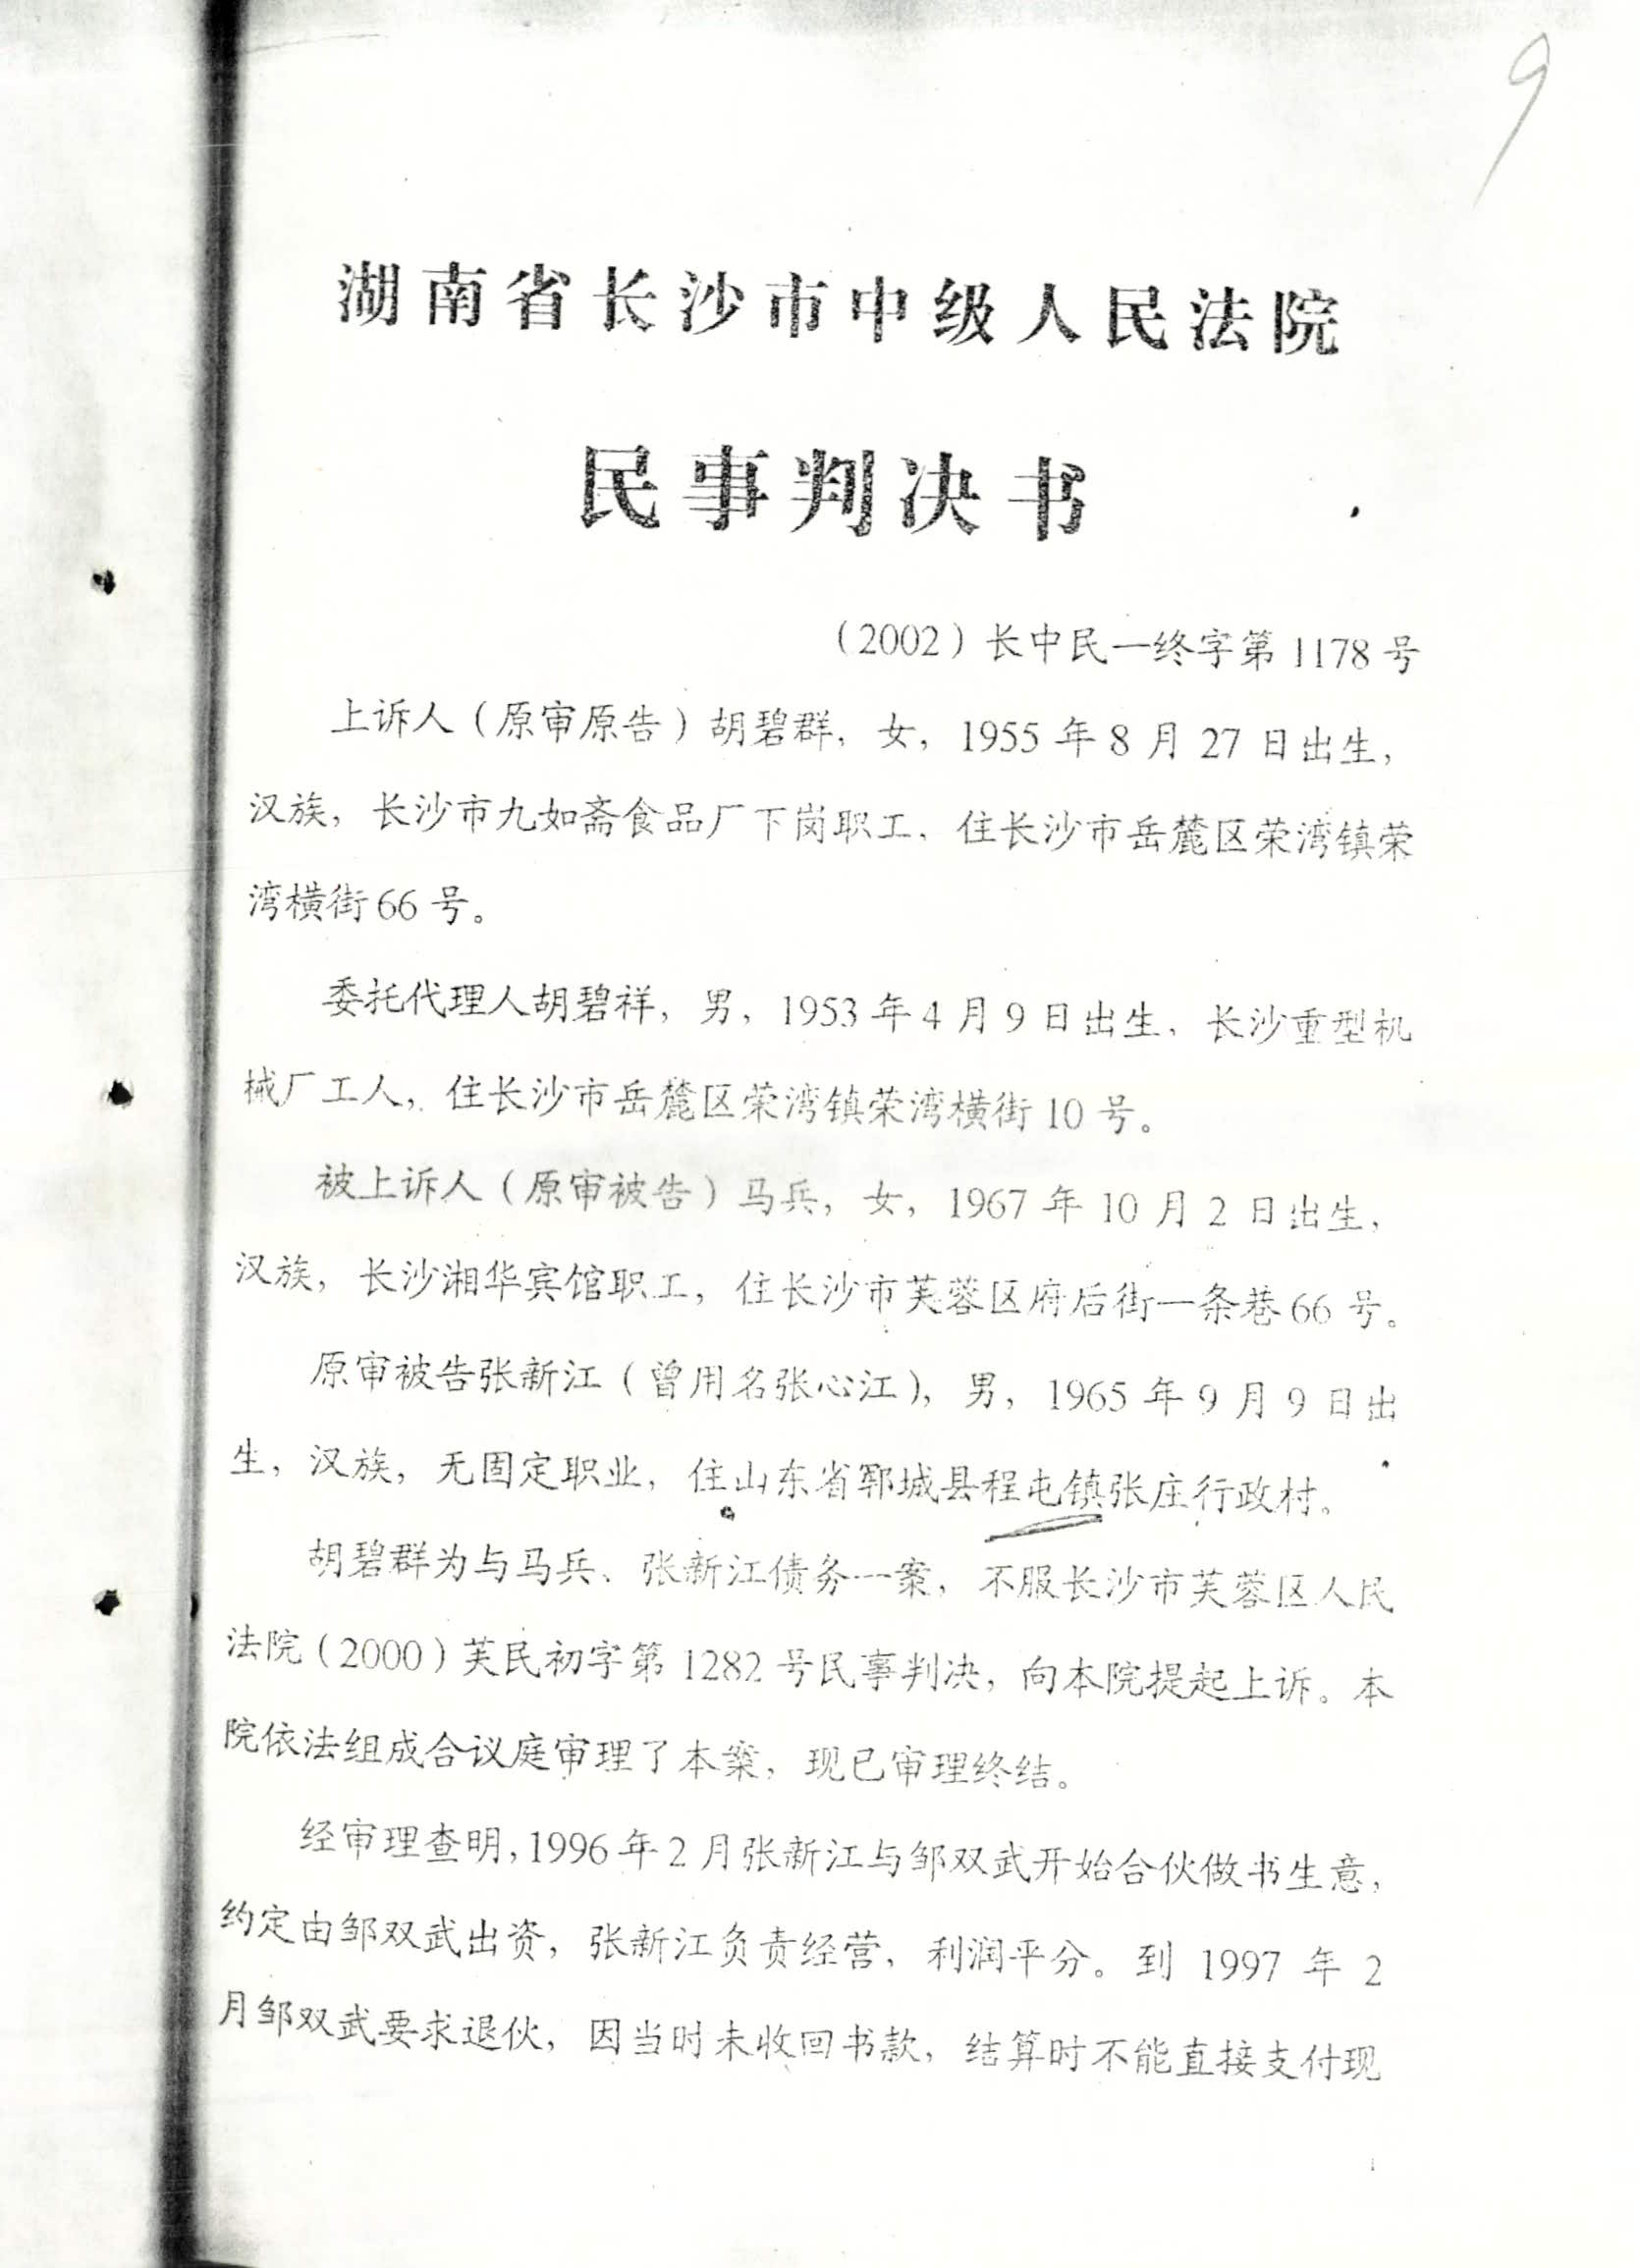 9
湖南省长沙市中级人民法院
民事判决书
（2002）长中民一终字第1178号
上诉人（原审原告）胡碧群，女，1955年8月27日出生，
汉族，长沙市九如斋食品厂下岗职工，住长沙市岳麓区荣湾镇荣
湾横街66号。
委托代理人胡碧祥，男，1953年4月9日出生，长沙重型机
械厂工人，住长沙市岳麓区荣湾镇荣湾横街10号。
被上诉人（原审被告）马兵，女，1967年10月2日出生，
汉族，长沙湘华宾馆职工，住长沙市芙蓉区府后街一条巷66号。
原审被告张新江（曾用名张心江），男，1965年9月9日出
生，汉族，无固定职业，住山东省郓城县程屯镇张庄行政村。
胡碧群为与马兵、张新江债务一案，不服长沙市芙蓉区人民
法院（2000）芙民初字第1282号民事判决，向本院提起上诉。本
院依法组成合议庭审理了本案，现已审理终结。
经审理查明，1996年2月张新江与邹双武开始合伙做书生意，
约定由邹双武出资，张新江负责经营，利润平分。到1997年2
月邹双武要求退伙，因当时未收回书款，结算时不能直接支付现